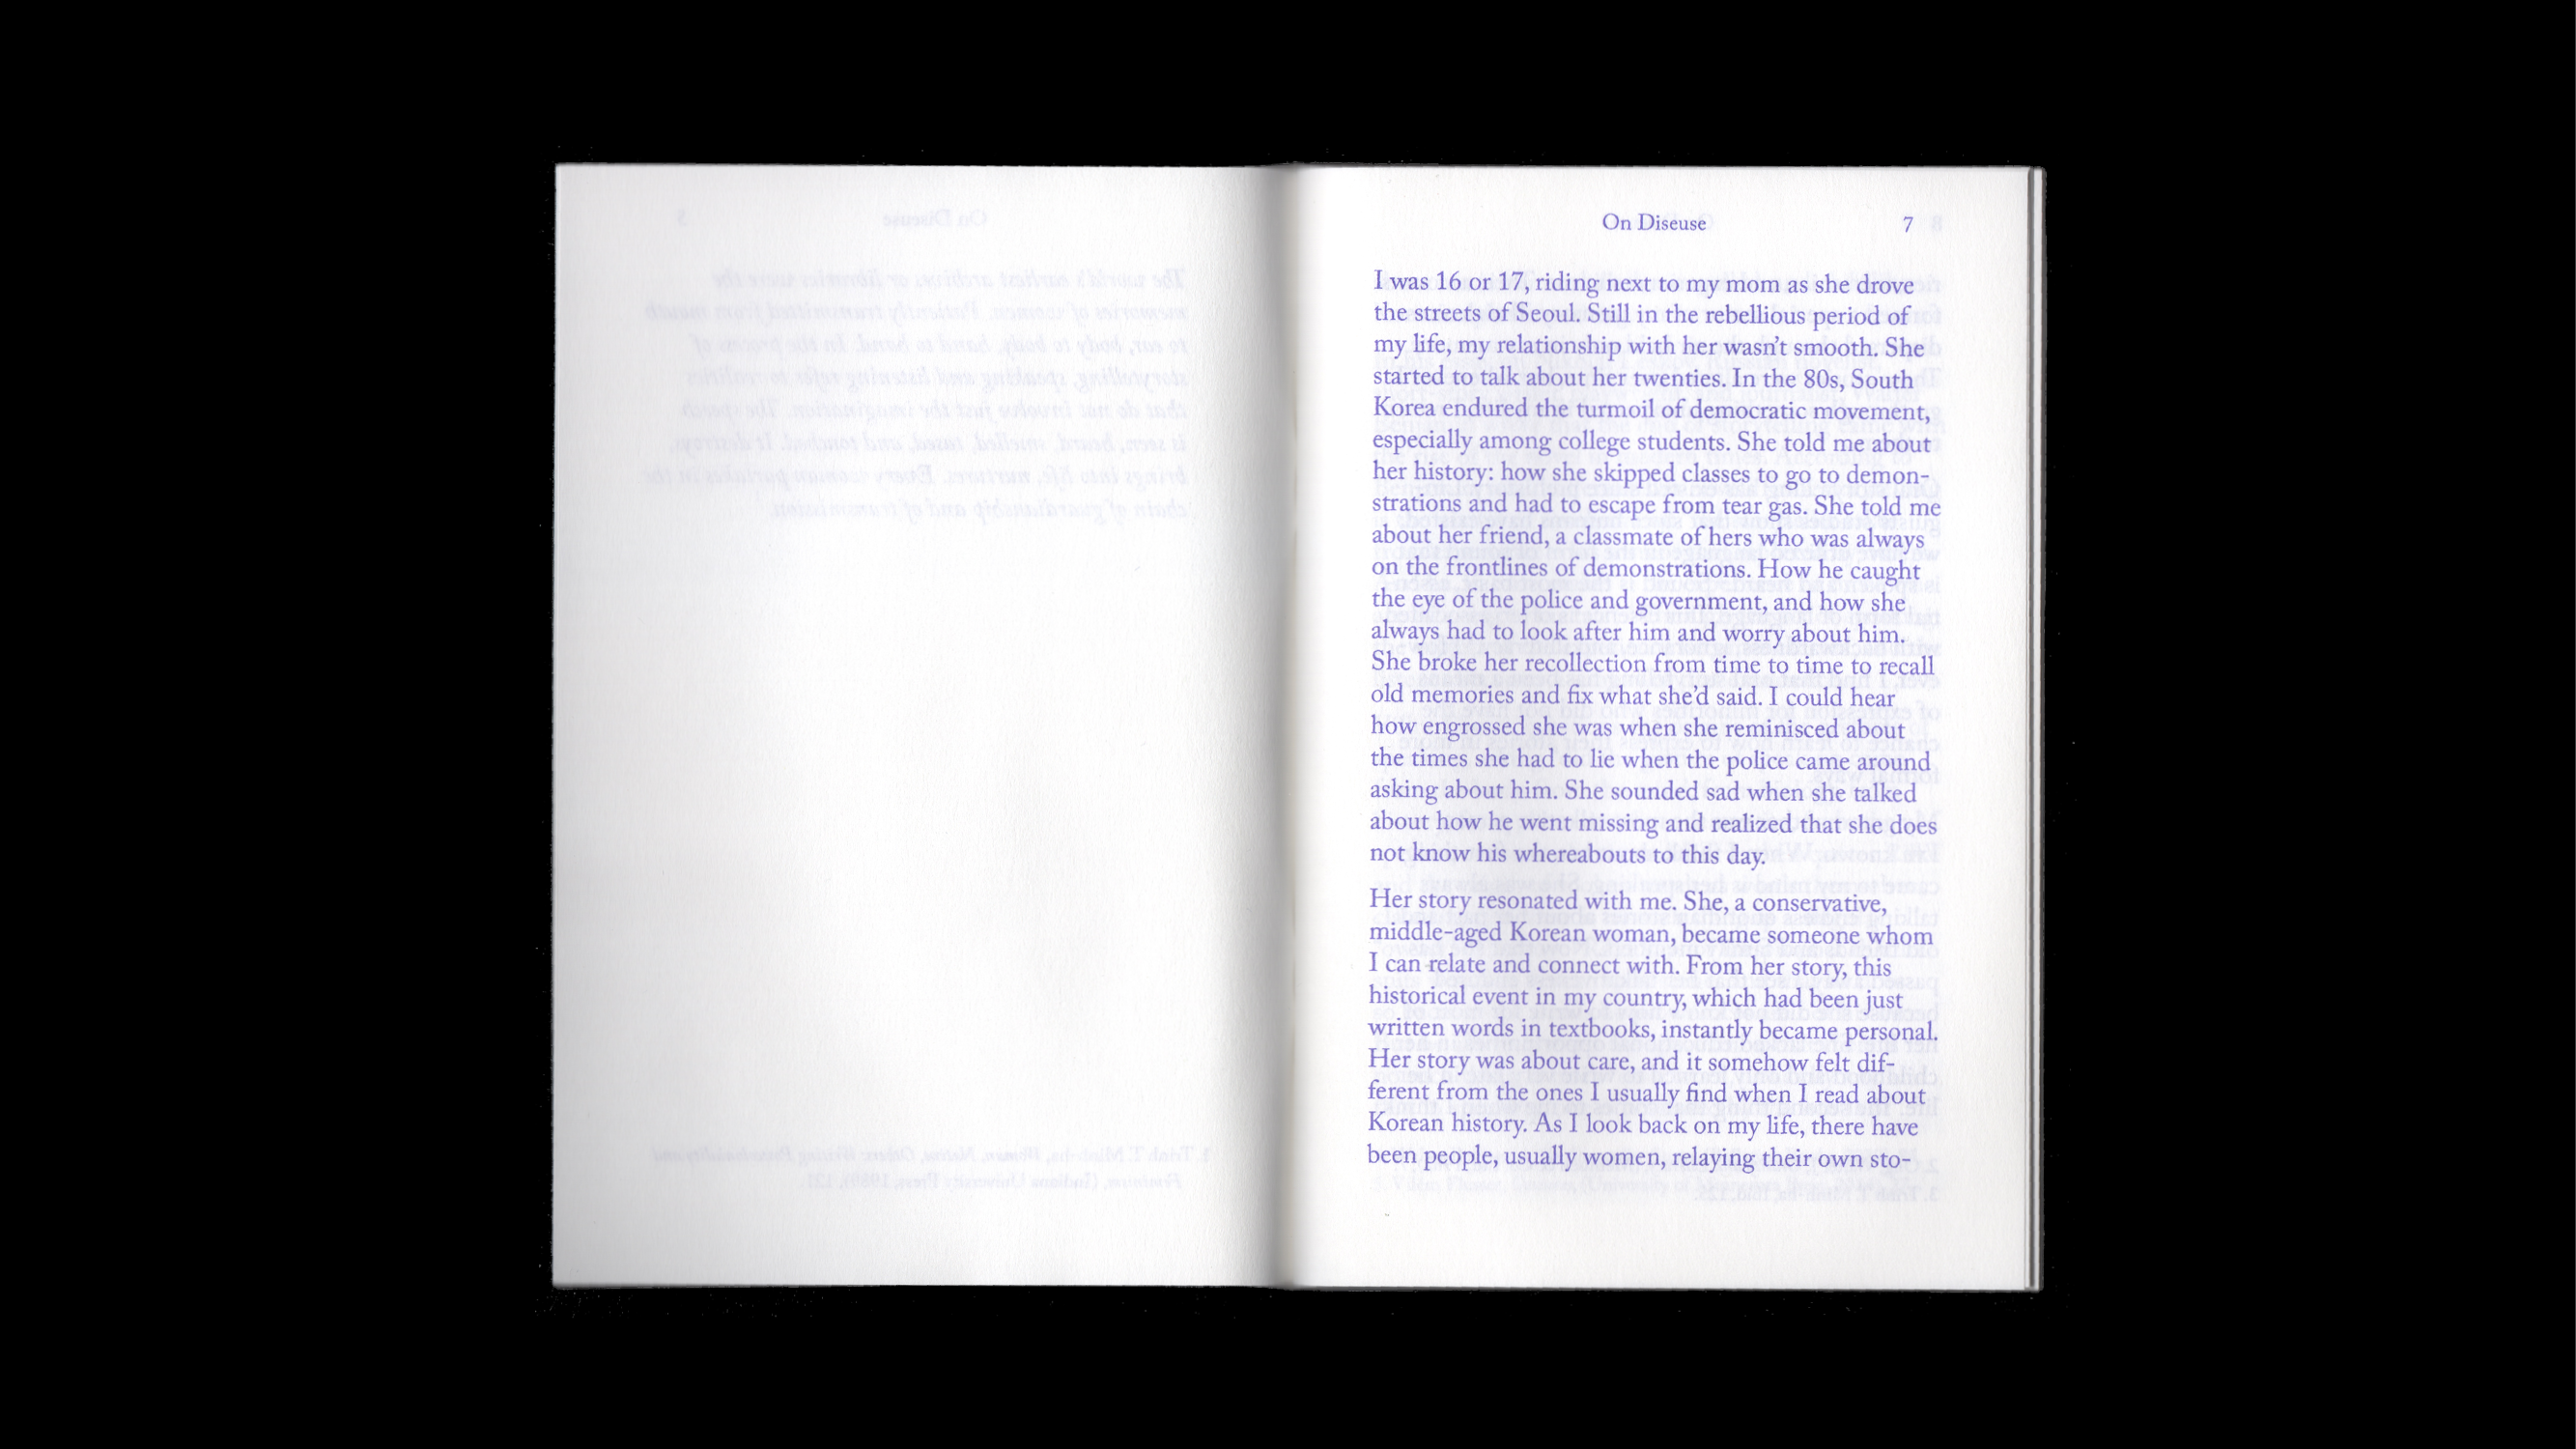 On Diseuse
7
I was 16 or 17, riding next to my mom as she drove
the streets of Seoul. Still in the rebellious period of
my life, my relationship with her wasn't smooth. She
started to talk about her twenties. In the 80s, South
Korea endured the turmoil of democratic movement,
especially among college students. She told me about
her history: how she skipped classes to go to demon-
strations and had to escape from tear gas. She told me
about her friend, a classmate of hers who was always
on the frontlines of demonstrations. How he caught
the eye of the police and government, and how she
always had to look after him and worry about him.
She broke her recollection from time to time to recall
old memories and fix what she'd said. I could hear
how engrossed she was when she reminisced about
the times she had to lie when the police came around
asking about him. She sounded sad when she talked
about how he went missing and realized that she does
not know his whereabouts to this day.
Her story resonated with me. She, a conservative,
middle-aged Korean woman, became someone whom
I can relate and connect with. From her story, this
historical event in my country, which had been just
written words in textbooks, instantly became personal.
Her story was about care, and it somehow felt dif-
ferent from the ones I usually find when I read about
Korean history. As I look back on my life, there have
been people, usually women, relaying their own sto-